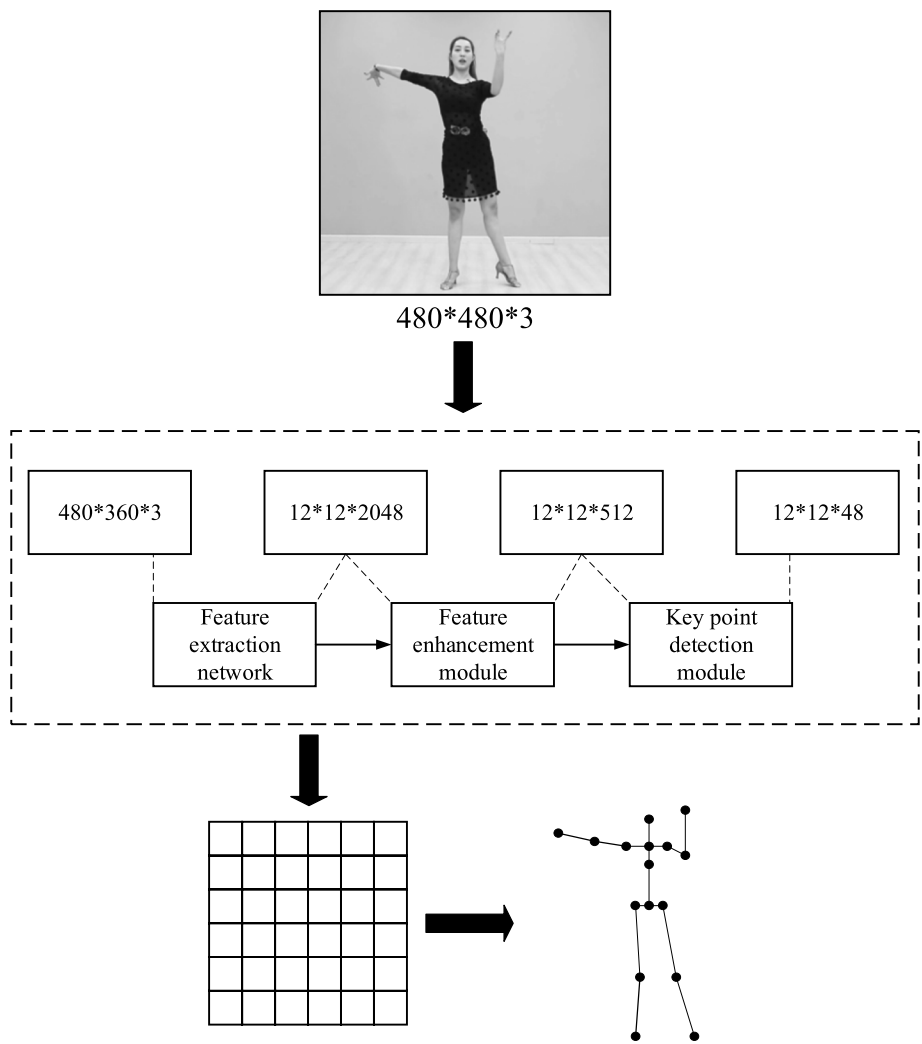 480*480*3
480*360*3
12*12*2048
12*12*512
12*12*48
Feature
extraction
network
Feature
enhancement
module
Key point
detection
module